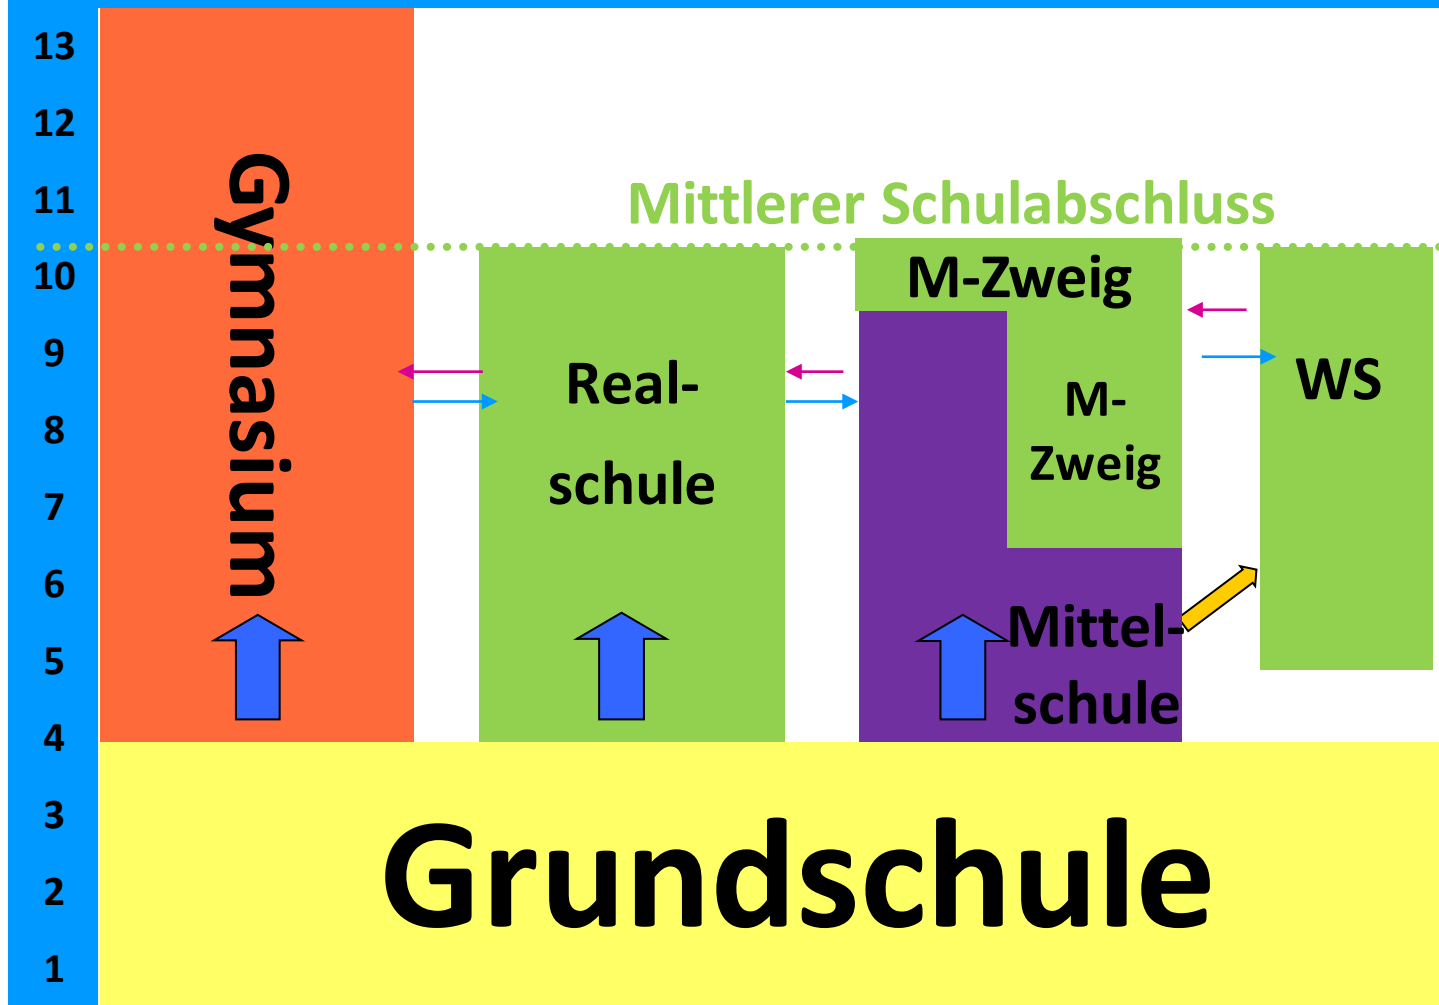 13
12
11
10
9
8
7
6
5
4
3
2
1
Gymnasium
Mittlerer Schulabschluss
Real-
schule
M-Zweig
M-
Zweig
Mittel-
schule
WS
Grundschule